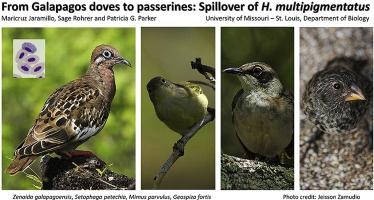 From Galapagos doves to passerines: Spillover of H. multipigmentatus
Maricruz Jaramillo, Sage Rohrer and Patricia G. Parker University of Missouri – St. Louis, Department of Biology
Zenaida galapagoensis, Setophaga petechia, Mimus parvulus, Geospiza fortis Photo credit: Jeisson Zamudio